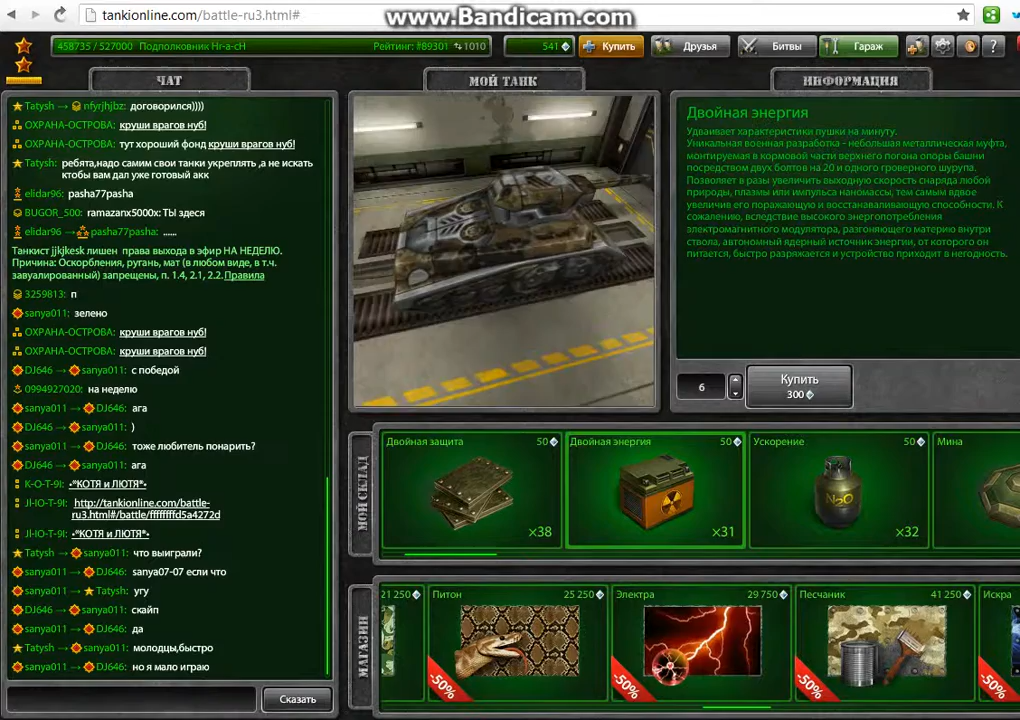 tankionline.com/battle-ru3.html#
www.Bandicam.com
458735 / 527000 Подполковник Hr-a-cH
Рейтинг: #89301 1010
541
Купить
Друзья
Битвы
Гараж
?
ЧАТ
Tatysh → nfyrjhjbz: договорился))))
ОХРАНА-ОСТРОВА: круши врагов нуб!
ОХРАНА-ОСТРОВА: тут хороший фонд круши врагов нуб!
Tatysh: ребята,надо самим свои танки укреплять ,а не искать
ктобы вам дал уже готовый акк
elidar96: pasha77pasha
BUGOR_500: ramazanx5000x: ТЫ здеся
elidar96 → pasha77pasha: ......
Танкист jjkjkesk лишен права выхода в эфир НА НЕДЕЛЮ.
Причина: Оскорбления, ругань, мат (в любом виде, в т.ч.
завуалированный) запрещены, п. 1.4, 2.1, 2.2.Правила
3259813: п
sanya011: зелено
ОХРАНА-ОСТРОВА: круши врагов нуб!
ОХРАНА-ОСТРОВА: круши врагов нуб!
DJ646 → sanya011: с победой
0994927020: на неделю
sanya011 → DJ646: ага
DJ646 → sanya011: )
sanya011 → DJ646: тоже любитель понарить?
DJ646 → sanya011: ага
K-O-T-9I: •*КОТЯ и ЛЮТЯ*•
JI-IO-T-9I: http://tankionline.com/battle-
ru3.html#/battle/fffffffd5a4272d
JI-IO-T-9I: •*КОТЯ и ЛЮТЯ*•
Tatysh → sanya011: что выиграли?
sanya011 → DJ646: sanya07-07 если что
sanya011 → Tatysh: угу
DJ646 → sanya011: скайп
sanya011 → DJ646: да
Tatysh → sanya011: молодцы,быстро
sanya011 → DJ646: но я мало играю
Сказать
МОЙ ТАНК
ИНФОРМАЦИЯ
Двойная энергия
Удваивает характеристики пушки на минуту.
Уникальная военная разработка - небольшая металлическая муфта,
монтируемая в кормовой части верхнего погона опоры башни
посредством двух болтов на 20 и одного гроверного шурупа.
Позволяет в разы увеличить выходную скорость снаряда любой
природы, плазмы или импульса наномассы, тем самым вдвое
увеличив его поражающую и восстанавливающую способности. К
сожалению, вследствие высокого энергопотребления
электромагнитного модулятора, разгоняющего материю внутри
ствола, автономный ядерный источник энергии, от которого он
питается, быстро разряжается и устройство приходит в негодность.
6
Купить
300
МОЙ СКЛАД
Двойная защита 50
×38
Двойная энергия 50
×31
Ускорение 50
N2O
×32
Мина
МАГАЗИН
21 250
Питон 25 250
-50%
Электра 29 750
-50%
Песчаник 41 250
-50%
Искра
-50%